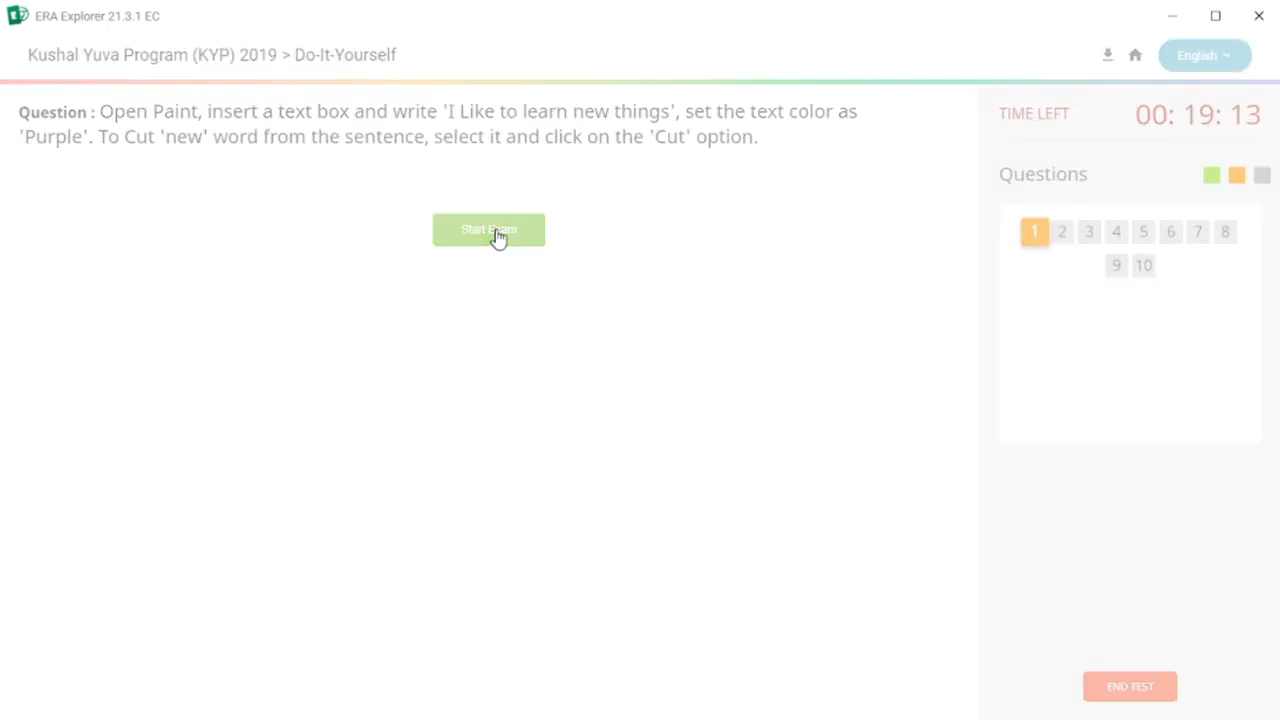 ERA Explorer 21.3.1 EC
Kushal Yuva Program (KYP) 2019 > Do-It-Yourself
English
Question : Open Paint, insert a text box and write 'I Like to learn new things', set the text color as
'Purple'. To Cut 'new' word from the sentence, select it and click on the 'Cut' option.
Start Exam
TIME LEFT 00: 19: 13
Questions
1 2 3 4 5 6 7 8
9 10
END TEST